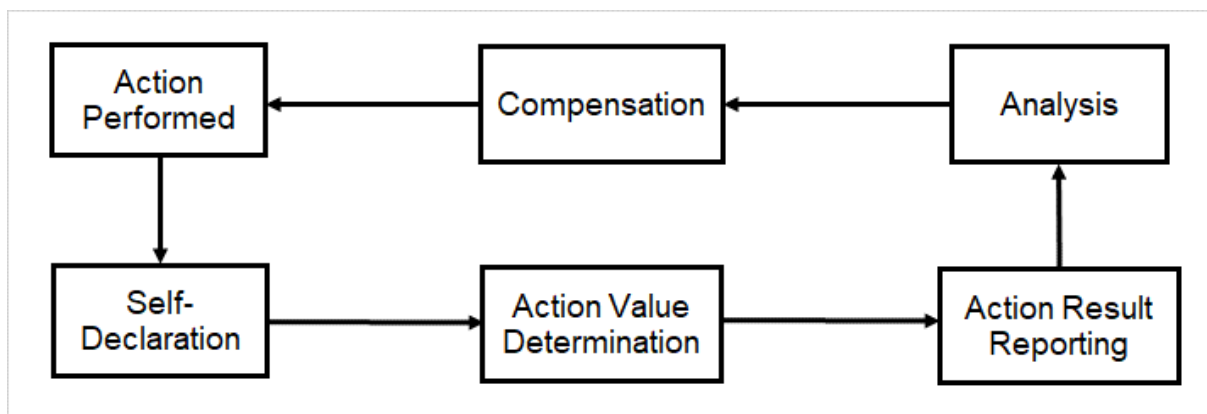 Action
Performed
Compensation
Analysis
Self-
Declaration
Action Value
Determination
Action Result
Reporting